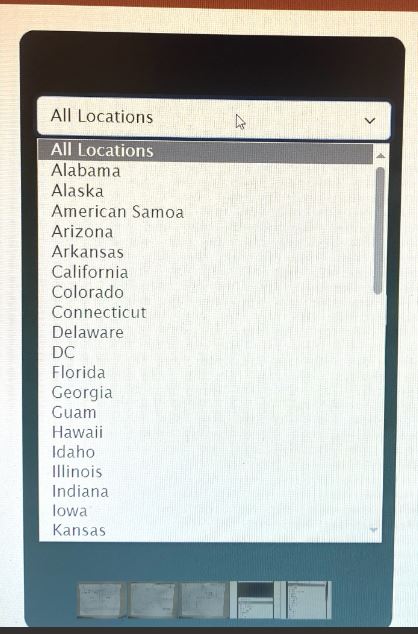 All Locations
All Locations
Alabama
Alaska
American Samoa
Arizona
Arkansas
California
Colorado
Connecticut
Delaware
DC
Florida
Georgia
Guam
Hawaii
Idaho
Illinois
Indiana
Iowa
Kansas